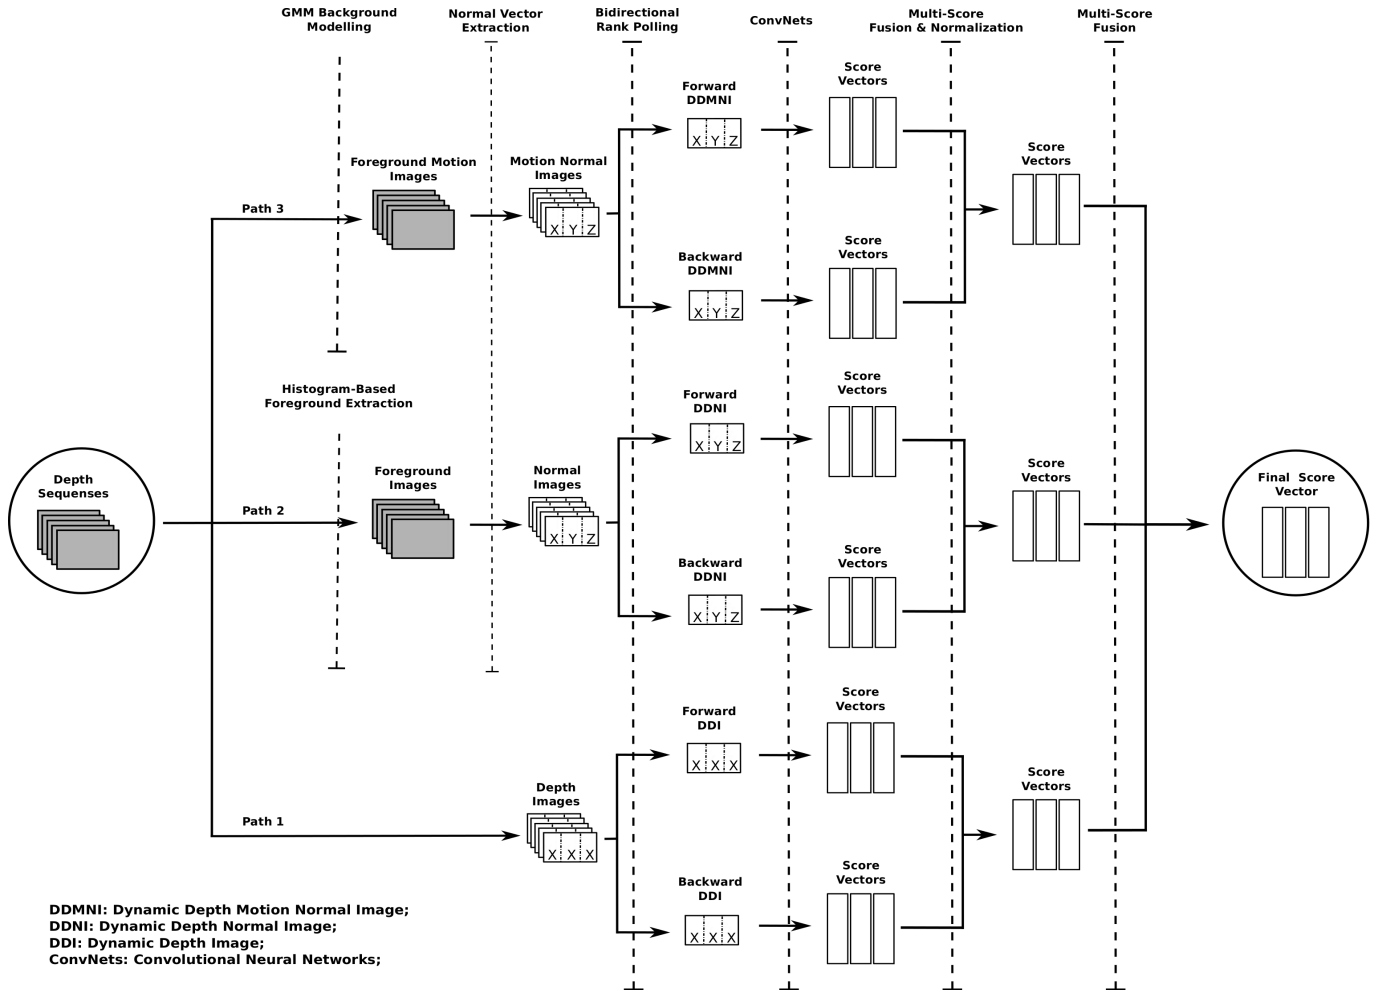 GMM Background
Modelling
Normal Vector
Extraction
Bidirectional
Rank Polling
ConvNets
Multi-Score
Fusion & Normalization
Multi-Score
Fusion
Forward
DDMNI
X Y Z
Score
Vectors
Foreground Motion
Images
Motion Normal
Images
X Y Z
Score
Vectors
Path 3
Backward
DDMNI
X Y Z
Score
Vectors
Histogram-Based
Foreground Extraction
Forward
DDNI
X Y Z
Score
Vectors
Depth
Sequenses
Path 2
Foreground
Images
Normal
Images
X Y Z
Score
Vectors
Final Score
Vector
Backward
DDNI
X Y Z
Score
Vectors
Forward
DDI
X X X
Score
Vectors
Path 1
Depth
Images
X X X
Score
Vectors
Backward
DDI
X X X
Score
Vectors
DDMNI: Dynamic Depth Motion Normal Image;
DDNI: Dynamic Depth Normal Image;
DDI: Dynamic Depth Image;
ConvNets: Convolutional Neural Networks;